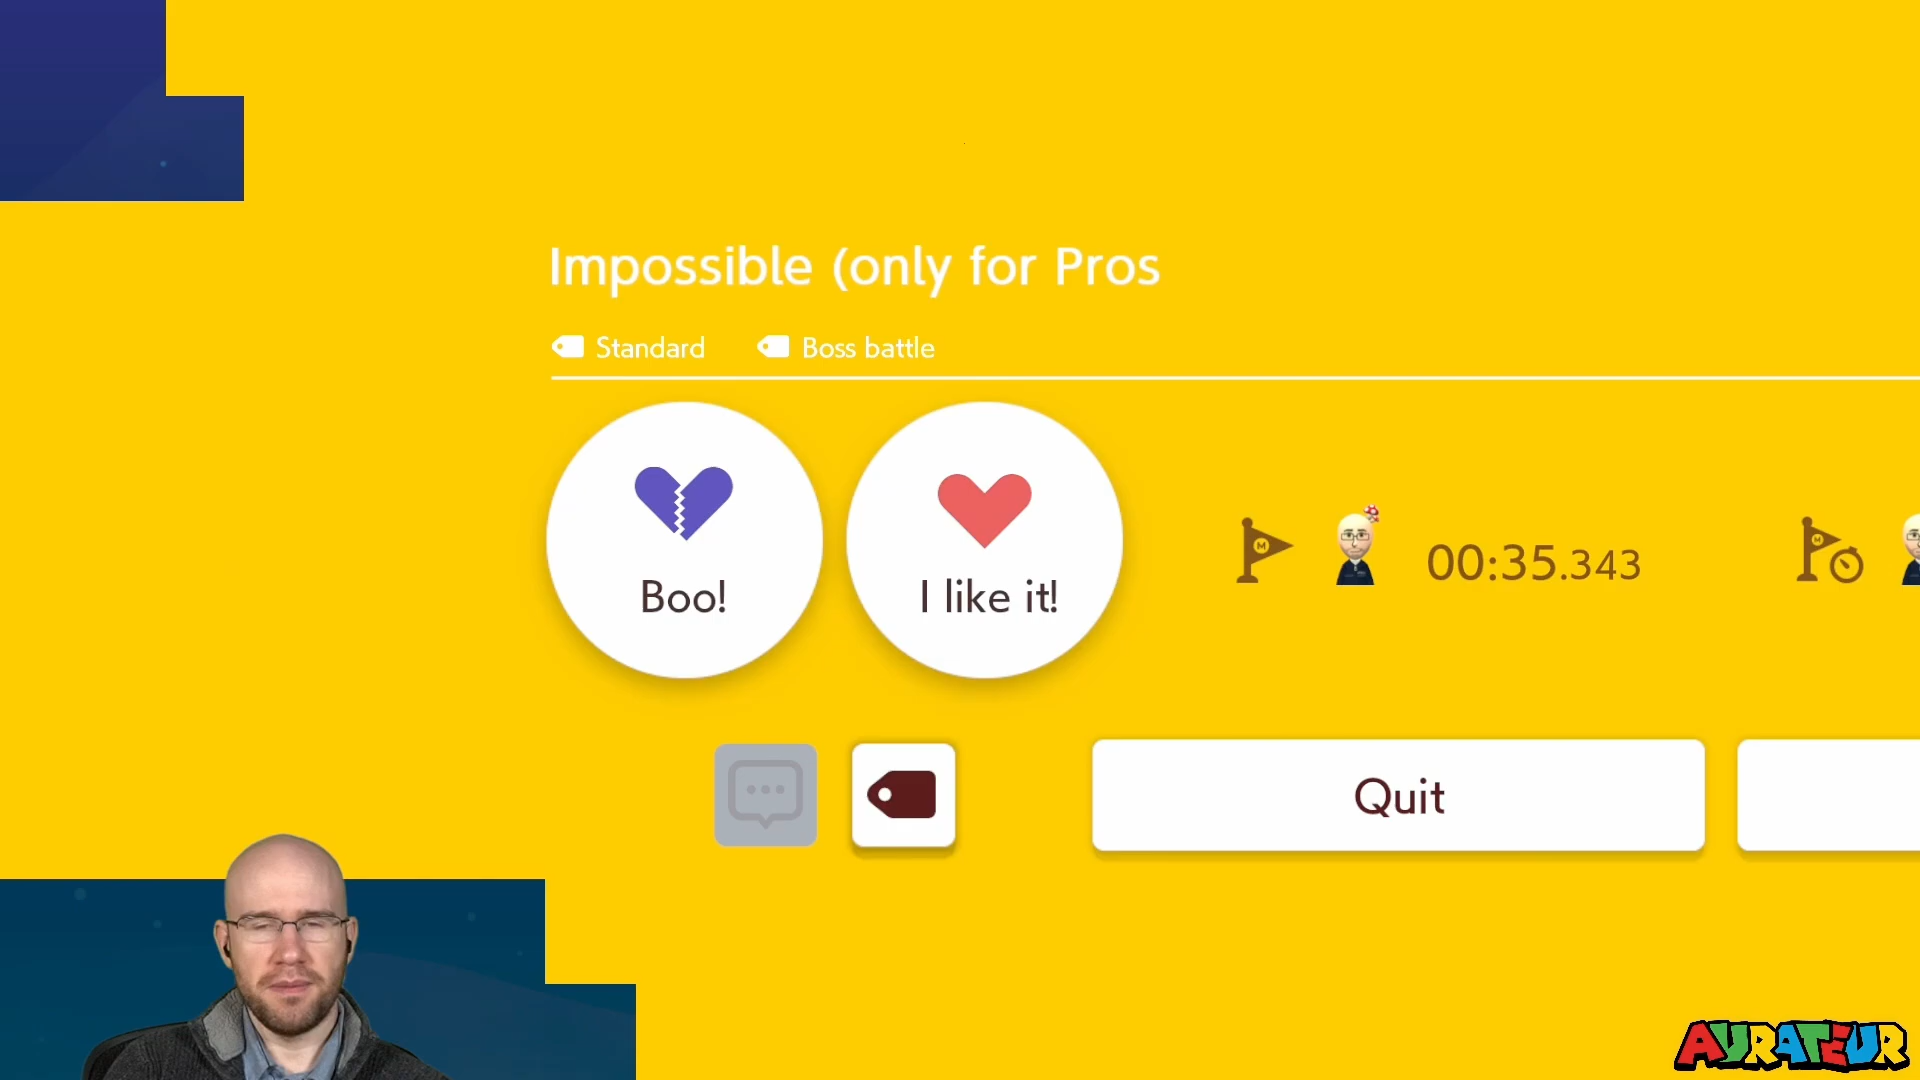 Impossible (only for Pros
Standard Boss battle
Boo! I like it!
00:35.343
Quit
AURATEUR